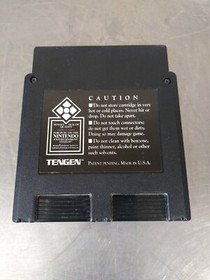 CAUTION
■ Do not store cartridge in very
hot or cold places. Never hit or
drop. Do not take apart.
■ Do not touch connectors;
do not get them wet or dirty.
Doing so may damage game.
■ Do not clean with benzene,
paint thinner, alcohol or other
such solvents.
NINTENDO
TENGEN
PATENT PENDING. MADE IN U.S.A.